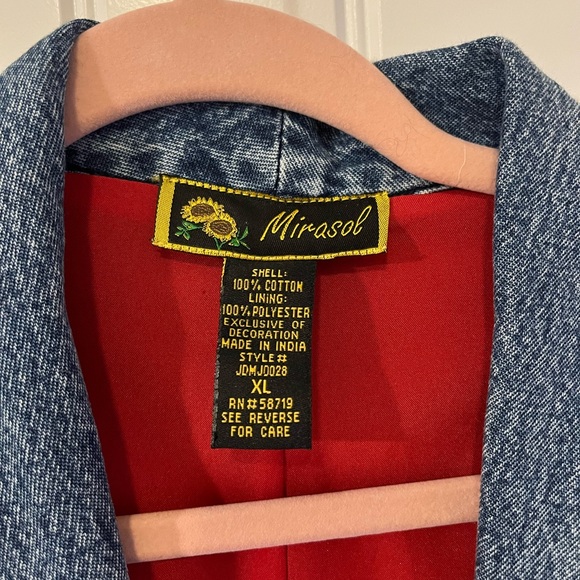 Mirasol
SHELL:
100% COTTON
LINING:
100% POLYESTER
EXCLUSIVE OF
DECORATION
MADE IN INDIA
STYLE#
JDMJ0028
XL
RN#58719
SEE REVERSE
FOR CARE